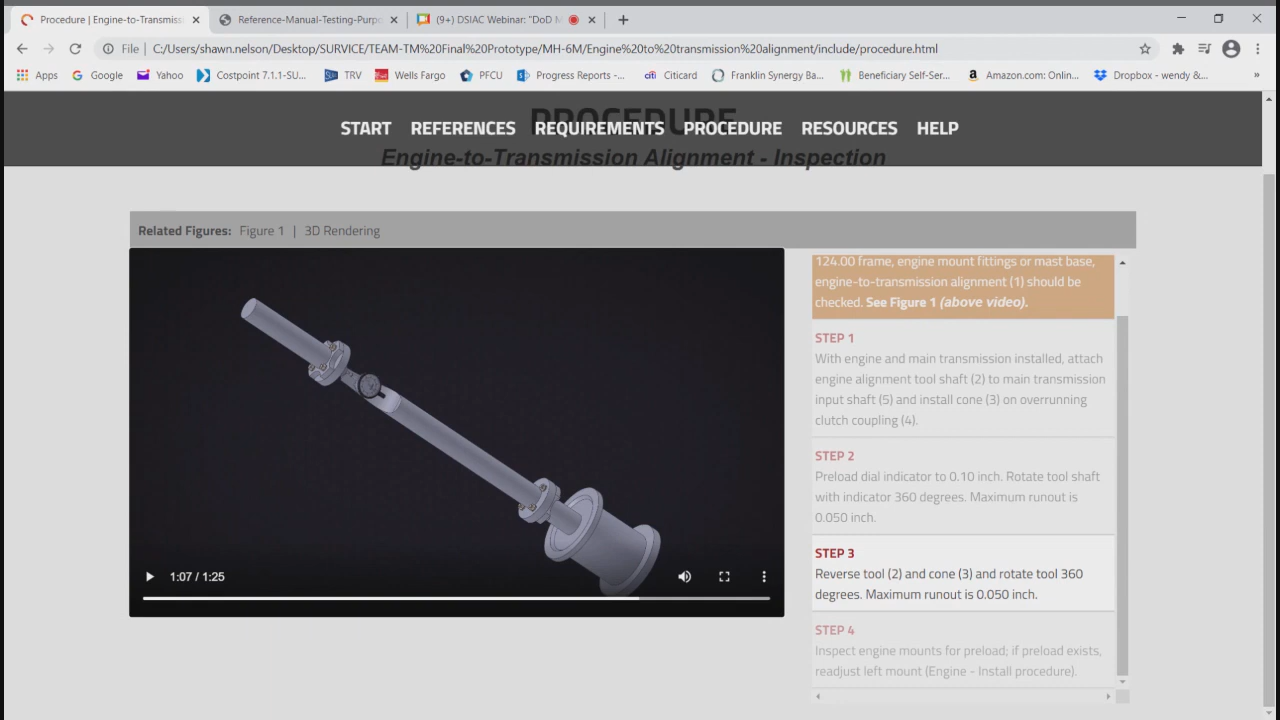 Procedure | Engine-to-Transmiss
Reference-Manual-Testing-Purpo
(9+) DSIAC Webinar: "DoD M
File | C:/Users/shawn.nelson/Desktop/SURVICE/TEAM-TM%20Final%20Prototype/MH-6M/Engine%20to%20transmission%20alignment/include/procedure.html
Apps Google Yahoo Costpoint 7.1.1-SU... TRV Wells Fargo PFCU Progress Reports -... citi Citicard Franklin Synergy Ba... Beneficiary Self-Ser... Amazon.com: Onlin... Dropbox - wendy &... »
PROCEDURE
START REFERENCES REQUIREMENTS PROCEDURE RESOURCES HELP
Engine-to-Transmission Alignment - Inspection
Related Figures: Figure 1 | 3D Rendering
124.00 frame, engine mount fittings or mast base,
engine-to-transmission alignment (1) should be
checked. See Figure 1 (above video).
STEP 1
With engine and main transmission installed, attach
engine alignment tool shaft (2) to main transmission
input shaft (5) and install cone (3) on overrunning
clutch coupling (4).
STEP 2
Preload dial indicator to 0.10 inch. Rotate tool shaft
with indicator 360 degrees. Maximum runout is
0.050 inch.
STEP 3
Reverse tool (2) and cone (3) and rotate tool 360
degrees. Maximum runout is 0.050 inch.
STEP 4
Inspect engine mounts for preload; if preload exists,
readjust left mount (Engine - Install procedure).
1:07 / 1:25